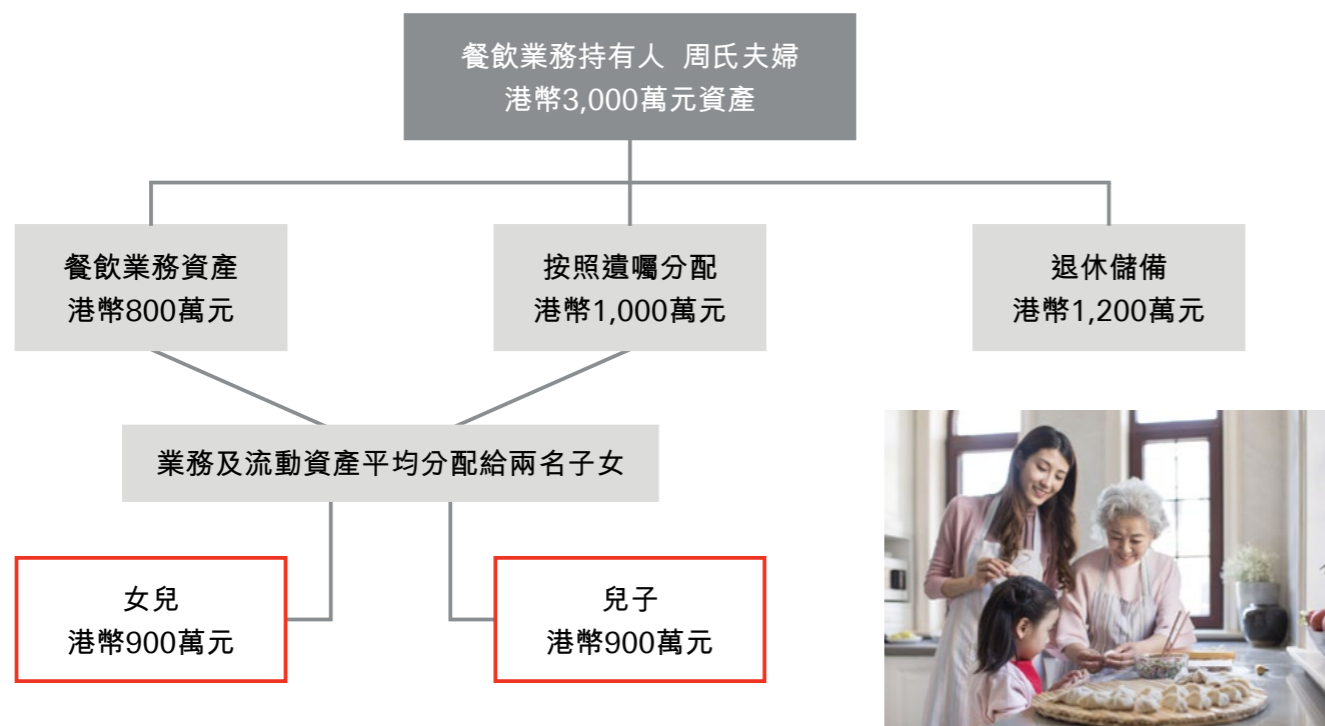 餐飲業務持有人 周氏夫婦
港幣3,000萬元資產
餐飲業務資產
港幣800萬元
按照遺囑分配
港幣1,000萬元
退休儲備
港幣1,200萬元
業務及流動資產平均分配給兩名子女
女兒
港幣900萬元
兒子
港幣900萬元